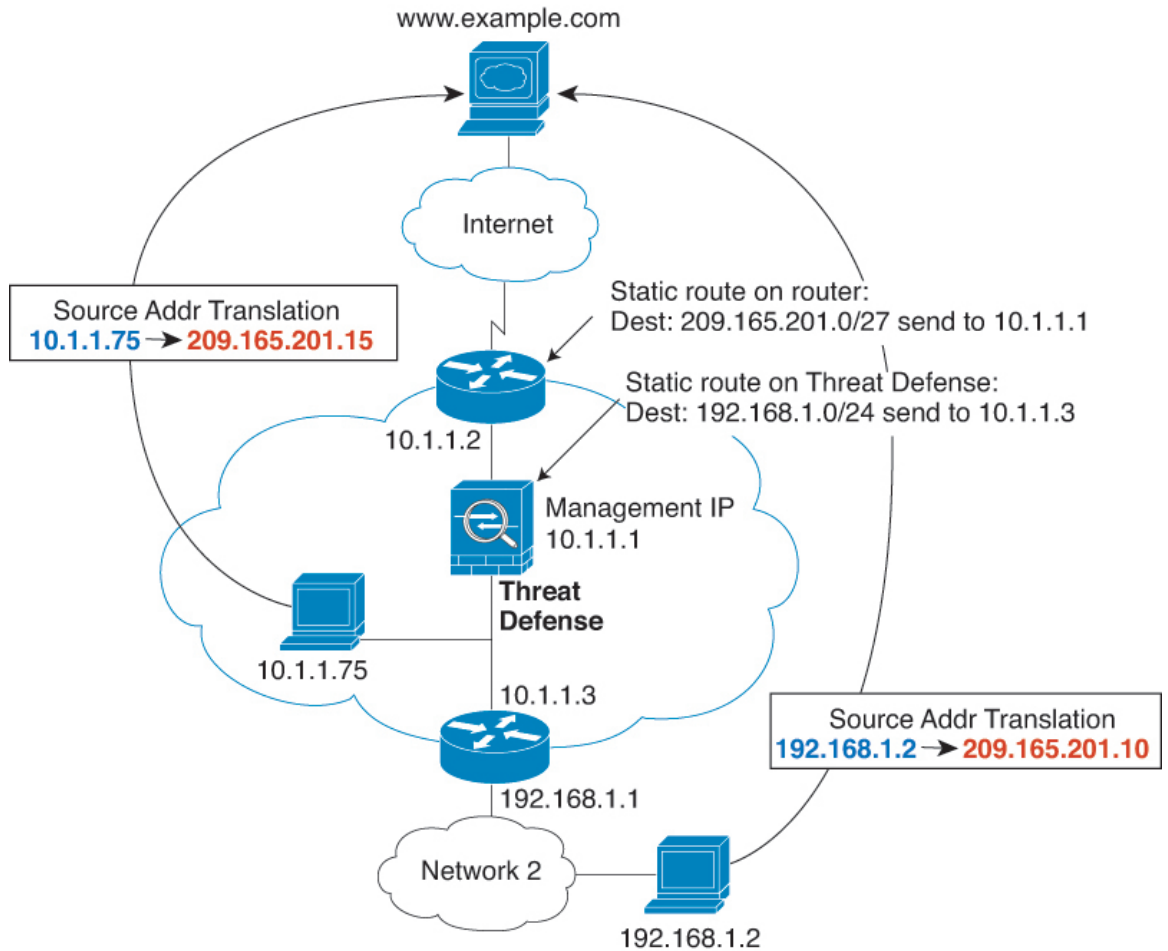 www.example.com
Internet
Source Addr Translation
10.1.1.75 → 209.165.201.15
Static route on router:
Dest: 209.165.201.0/27 send to 10.1.1.1
Static route on Threat Defense:
Dest: 192.168.1.0/24 send to 10.1.1.3
10.1.1.2
Management IP
10.1.1.1
Threat
Defense
10.1.1.75
10.1.1.3
Source Addr Translation
192.168.1.2 → 209.165.201.10
192.168.1.1
Network 2
192.168.1.2